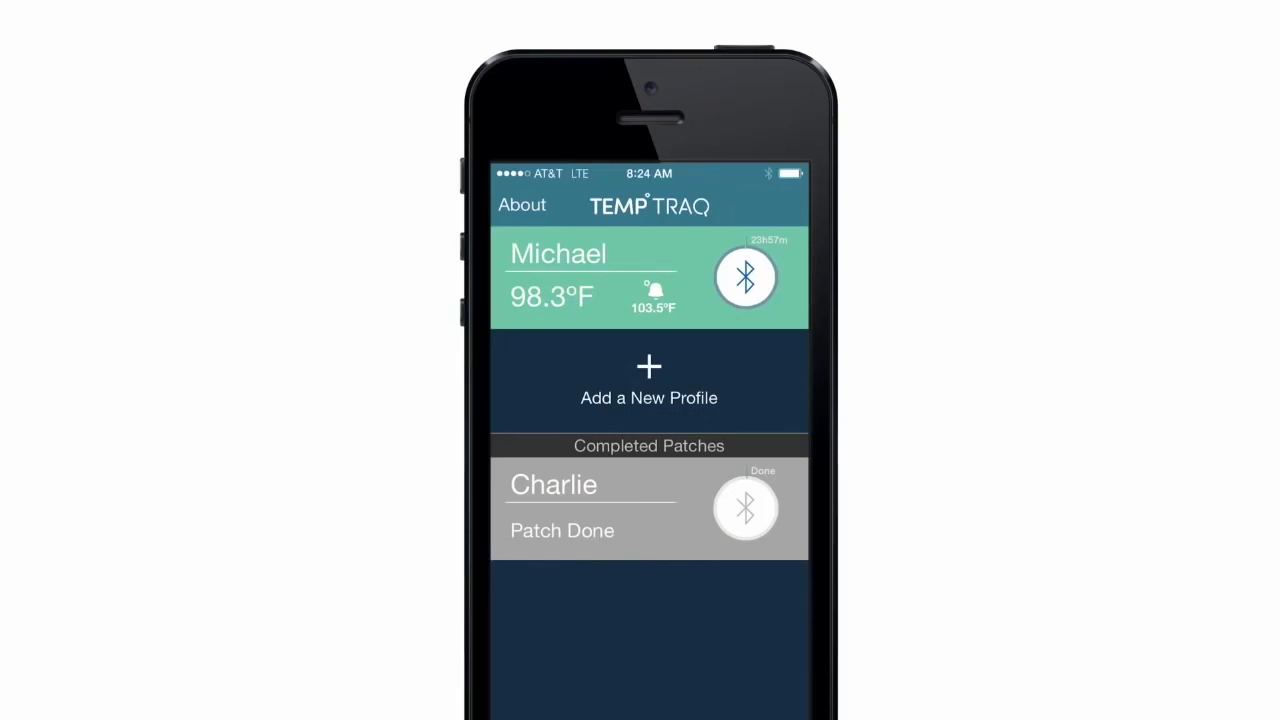 AT&T LTE 8:24 AM
About TEMP°TRAQ
23h57m
Michael
98.3°F
103.5°F
+
Add a New Profile
Completed Patches
Done
Charlie
Patch Done